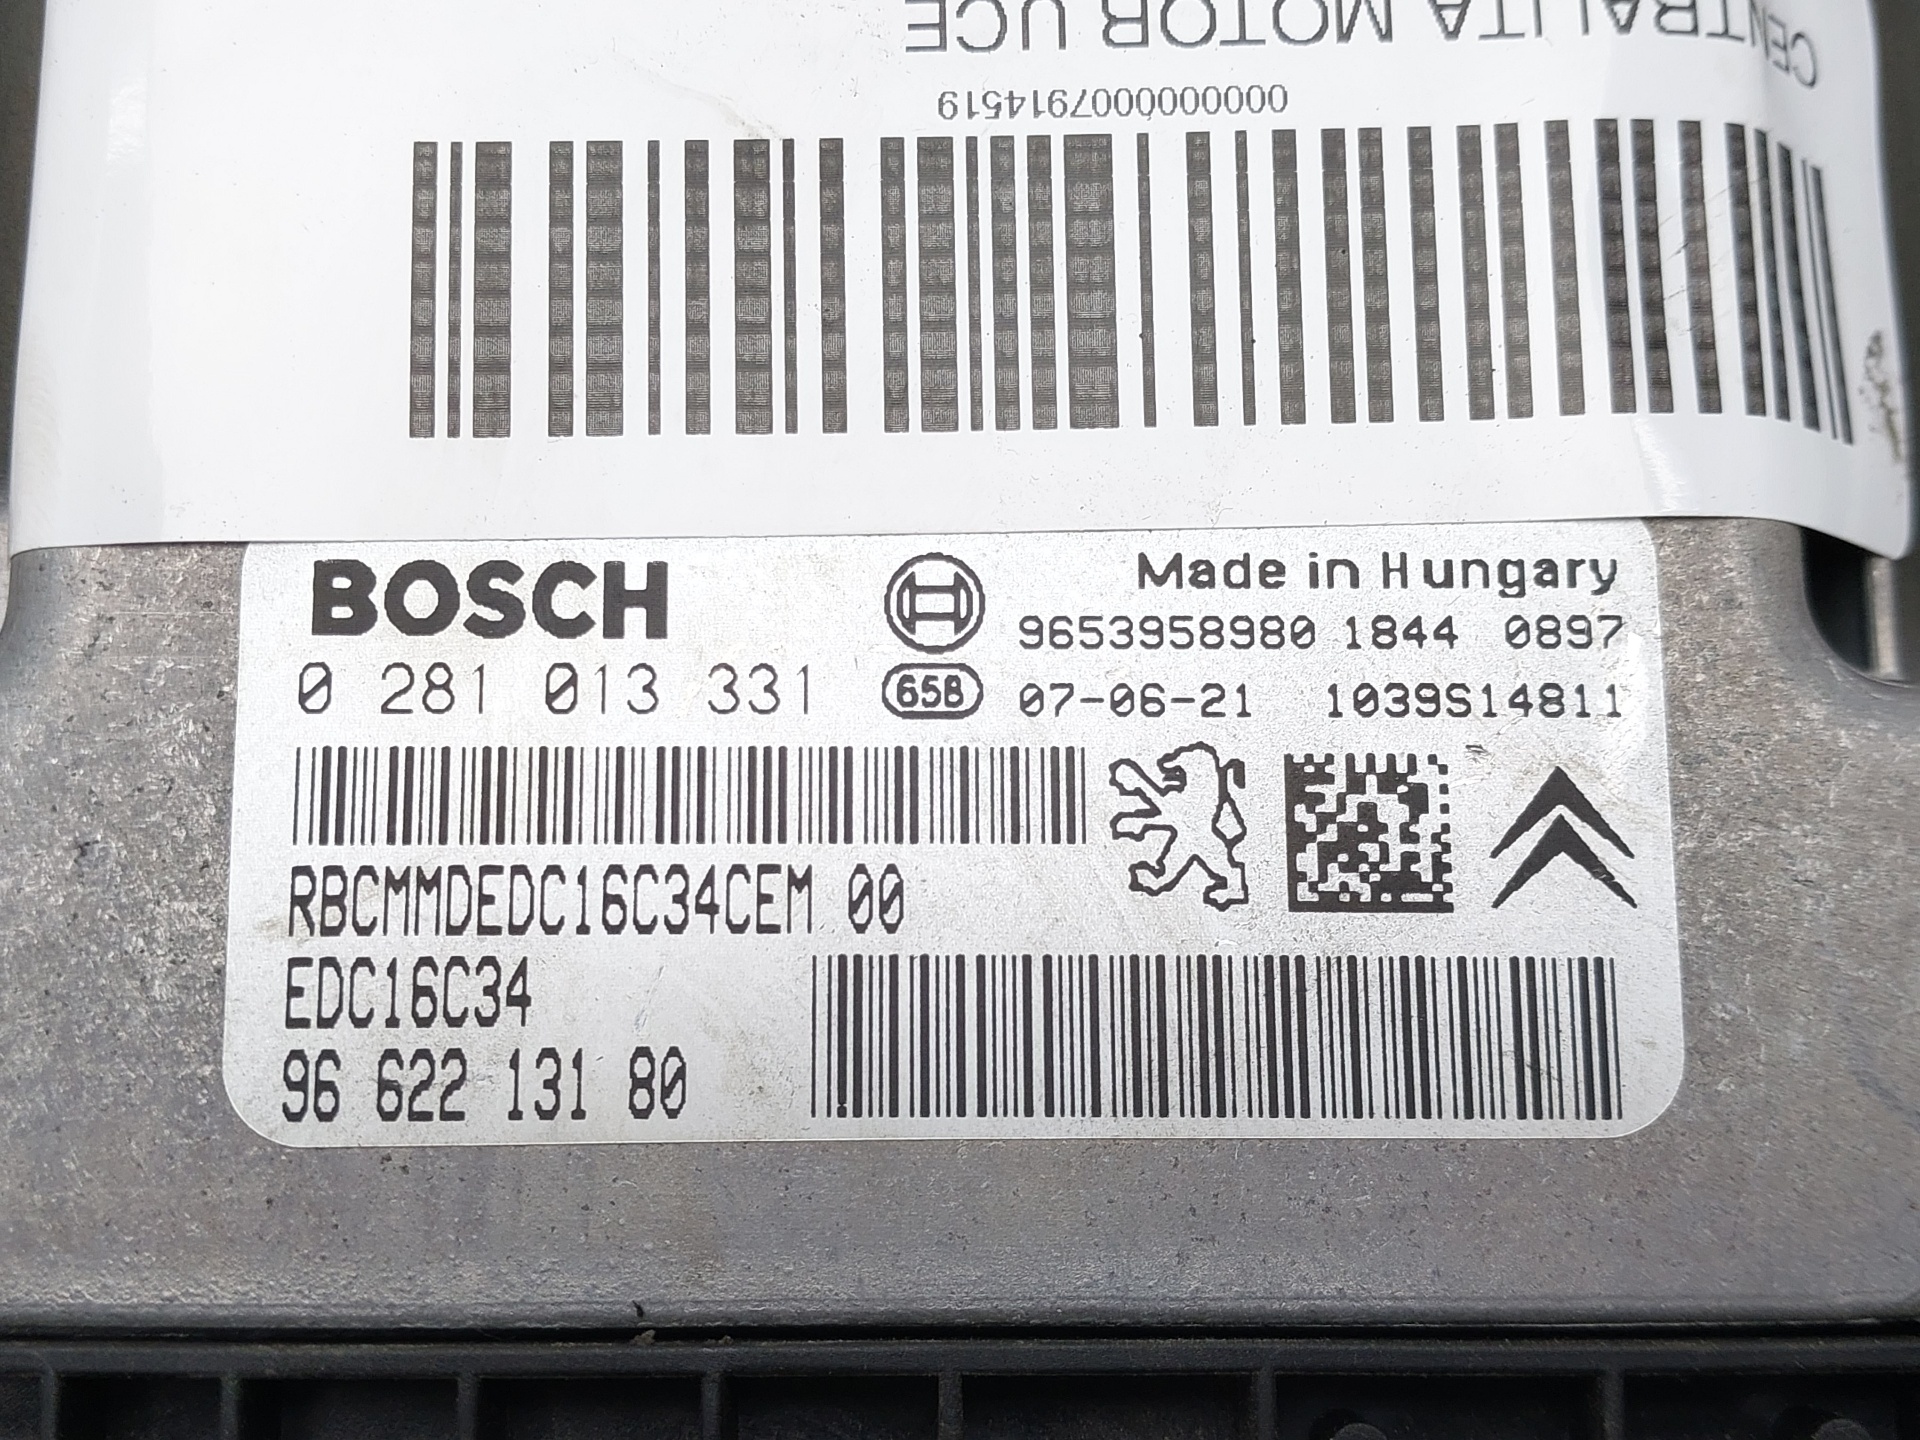 CENTRALITA MOTOR UCE
00000000007914519
BOSCH
Made in Hungary
9653958980 1844 0897
0 281 013 331
65B
07-06-21 1039S14811
RBCMMDEDC16C34CEM 00
EDC16C34
96 622 131 80